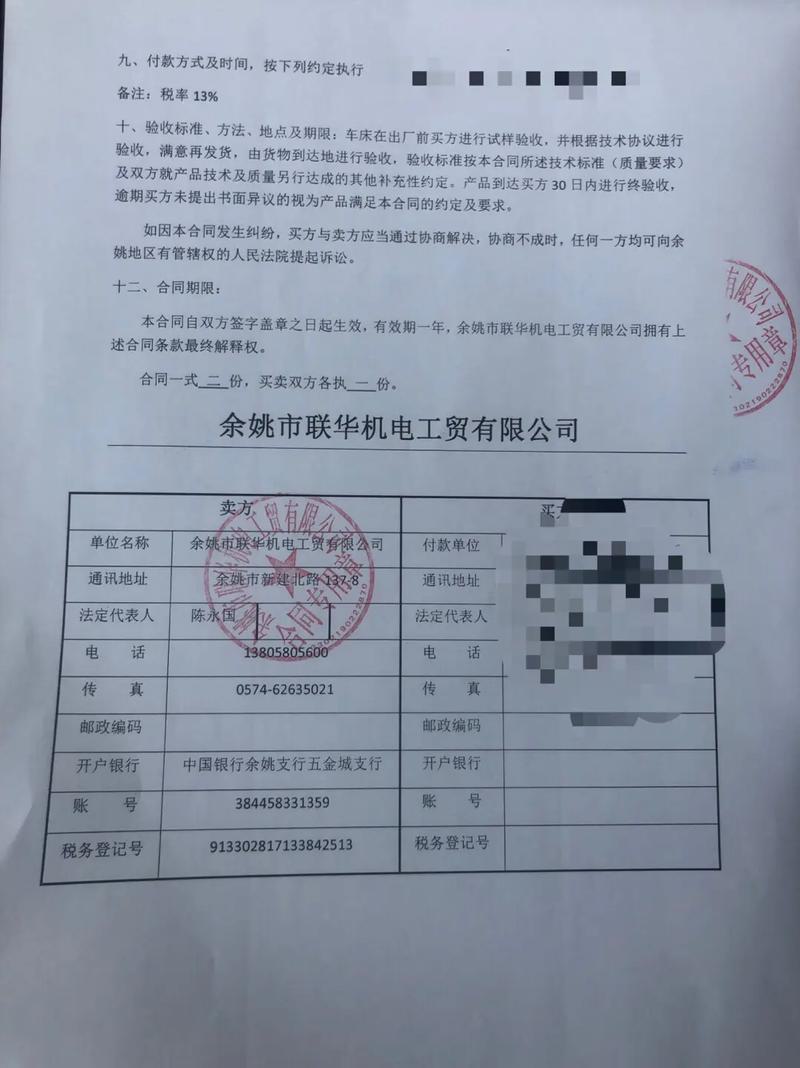 九、付款方式及时间，按下列约定执行
备注：税率 13%
十、验收标准、方法、地点及期限：车床在出厂前买方进行试样验收，并根据技术协议进行
验收，满意再发货，由货物到达地进行验收，验收标准按本合同所述技术标准（质量要求）
及双方就产品技术及质量另行达成的其他补充性约定。产品到达买方 30 日内进行终验收，
逾期买方未提出书面异议的视为产品满足本合同的约定及要求。
如因本合同发生纠纷，买方与卖方应当通过协商解决，协商不成时，任何一方均可向余
姚地区有管辖权的人民法院提起诉讼。
十二、合同期限：
本合同自双方签字盖章之日起生效，有效期一年，余姚市联华机电工贸有限公司拥有上
述合同条款最终解释权。
合同一式 二 份，买卖双方各执 一 份。
有限公司
专用章
302190222870
余姚市联华机电工贸有限公司
卖方 买方
单位名称 余姚市联华机电工贸有限公司 付款单位
通讯地址 余姚市新建北路 137-8 通讯地址
法定代表人 陈永国 法定代表人
电 话 13805805600 电 话
传 真 0574-62635021 传 真
邮政编码 邮政编码
开户银行 中国银行余姚支行五金城支行 开户银行
账 号 384458331359 账 号
税务登记号 913302817133842513 税务登记号
工贸有限公司
合同专用章